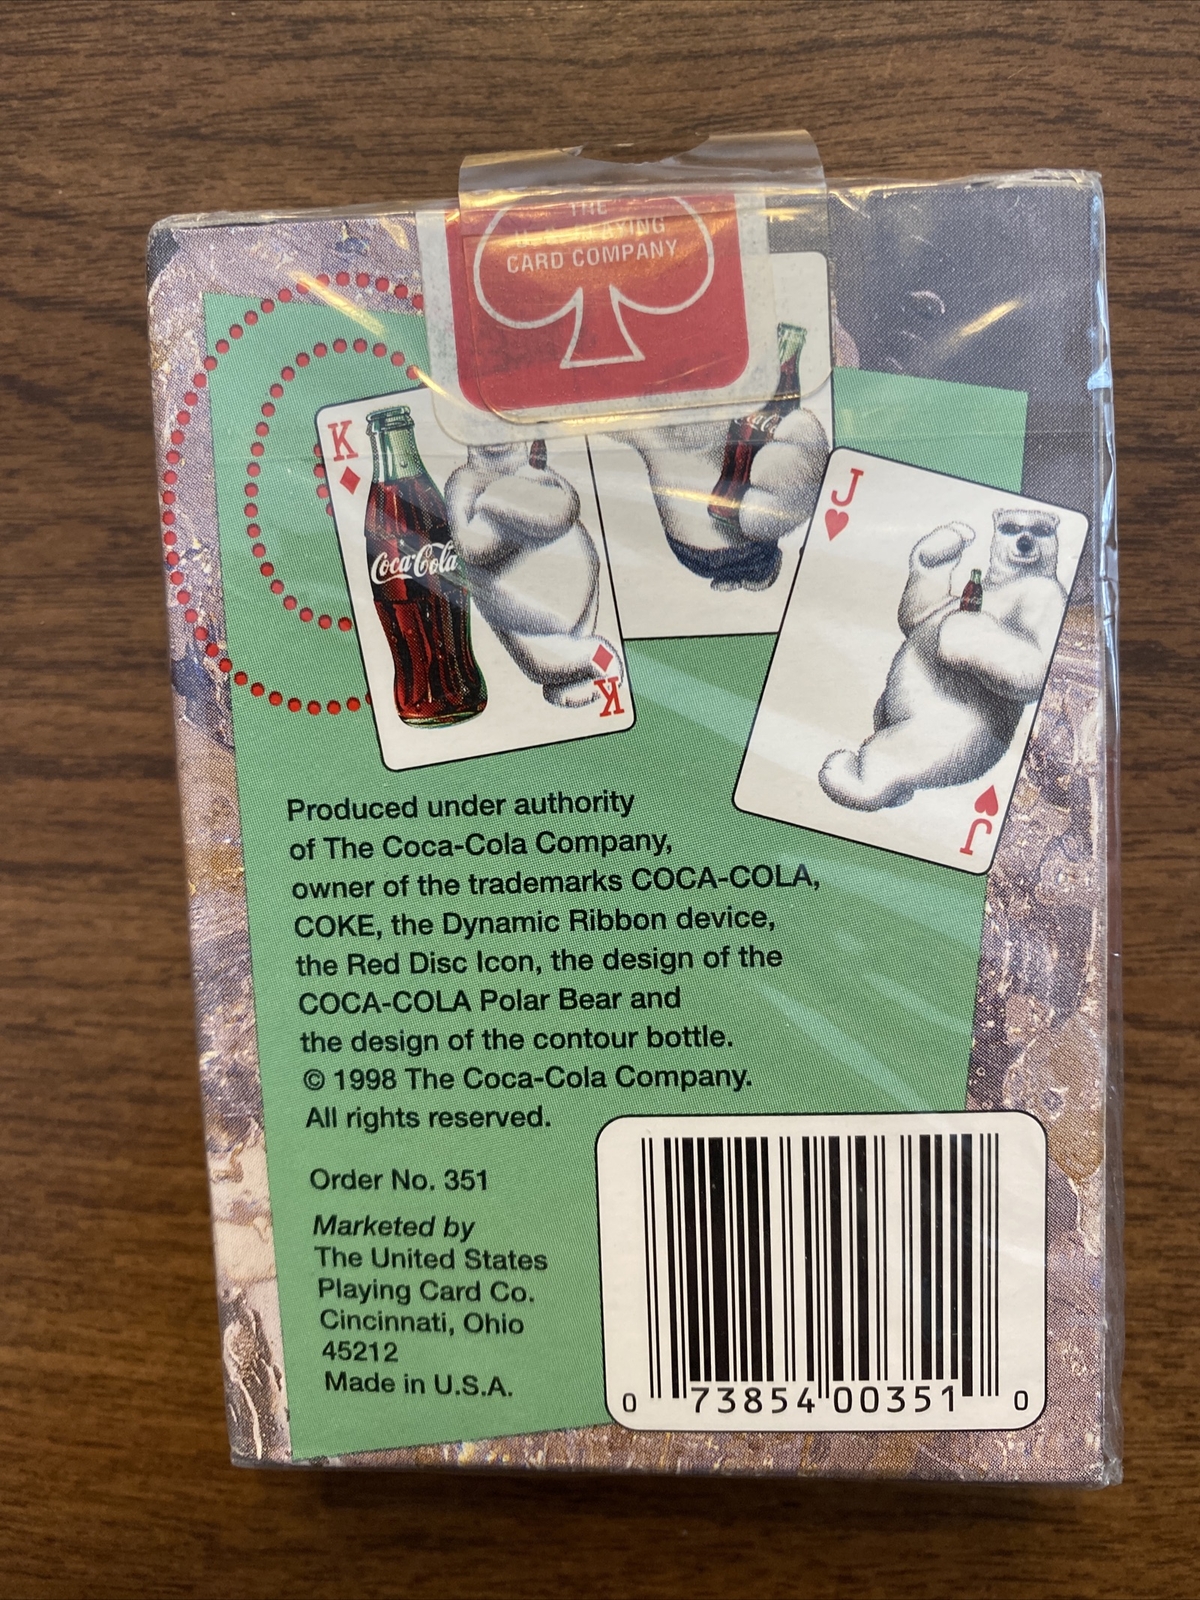 THE
U.S. PLAYING
CARD COMPANY
K
Coca-Cola
K
Coca-Cola
J
J
Produced under authority
of The Coca-Cola Company,
owner of the trademarks COCA-COLA,
COKE, the Dynamic Ribbon device,
the Red Disc Icon, the design of the
COCA-COLA Polar Bear and
the design of the contour bottle.
© 1998 The Coca-Cola Company.
All rights reserved.
Order No. 351
Marketed by
The United States
Playing Card Co.
Cincinnati, Ohio
45212
Made in U.S.A.
0 73854 00351 0